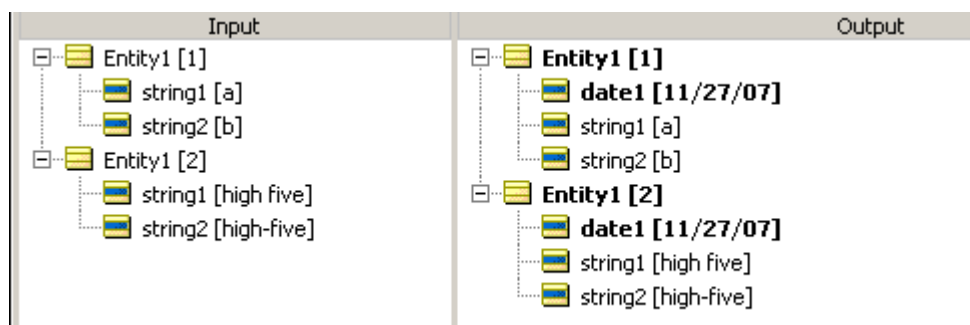 Input
Entity1 [1]
string1 [a]
string2 [b]
Entity1 [2]
string1 [high five]
string2 [high-five]
Output
Entity1 [1]
date1 [11/27/07]
string1 [a]
string2 [b]
Entity1 [2]
date1 [11/27/07]
string1 [high five]
string2 [high-five]